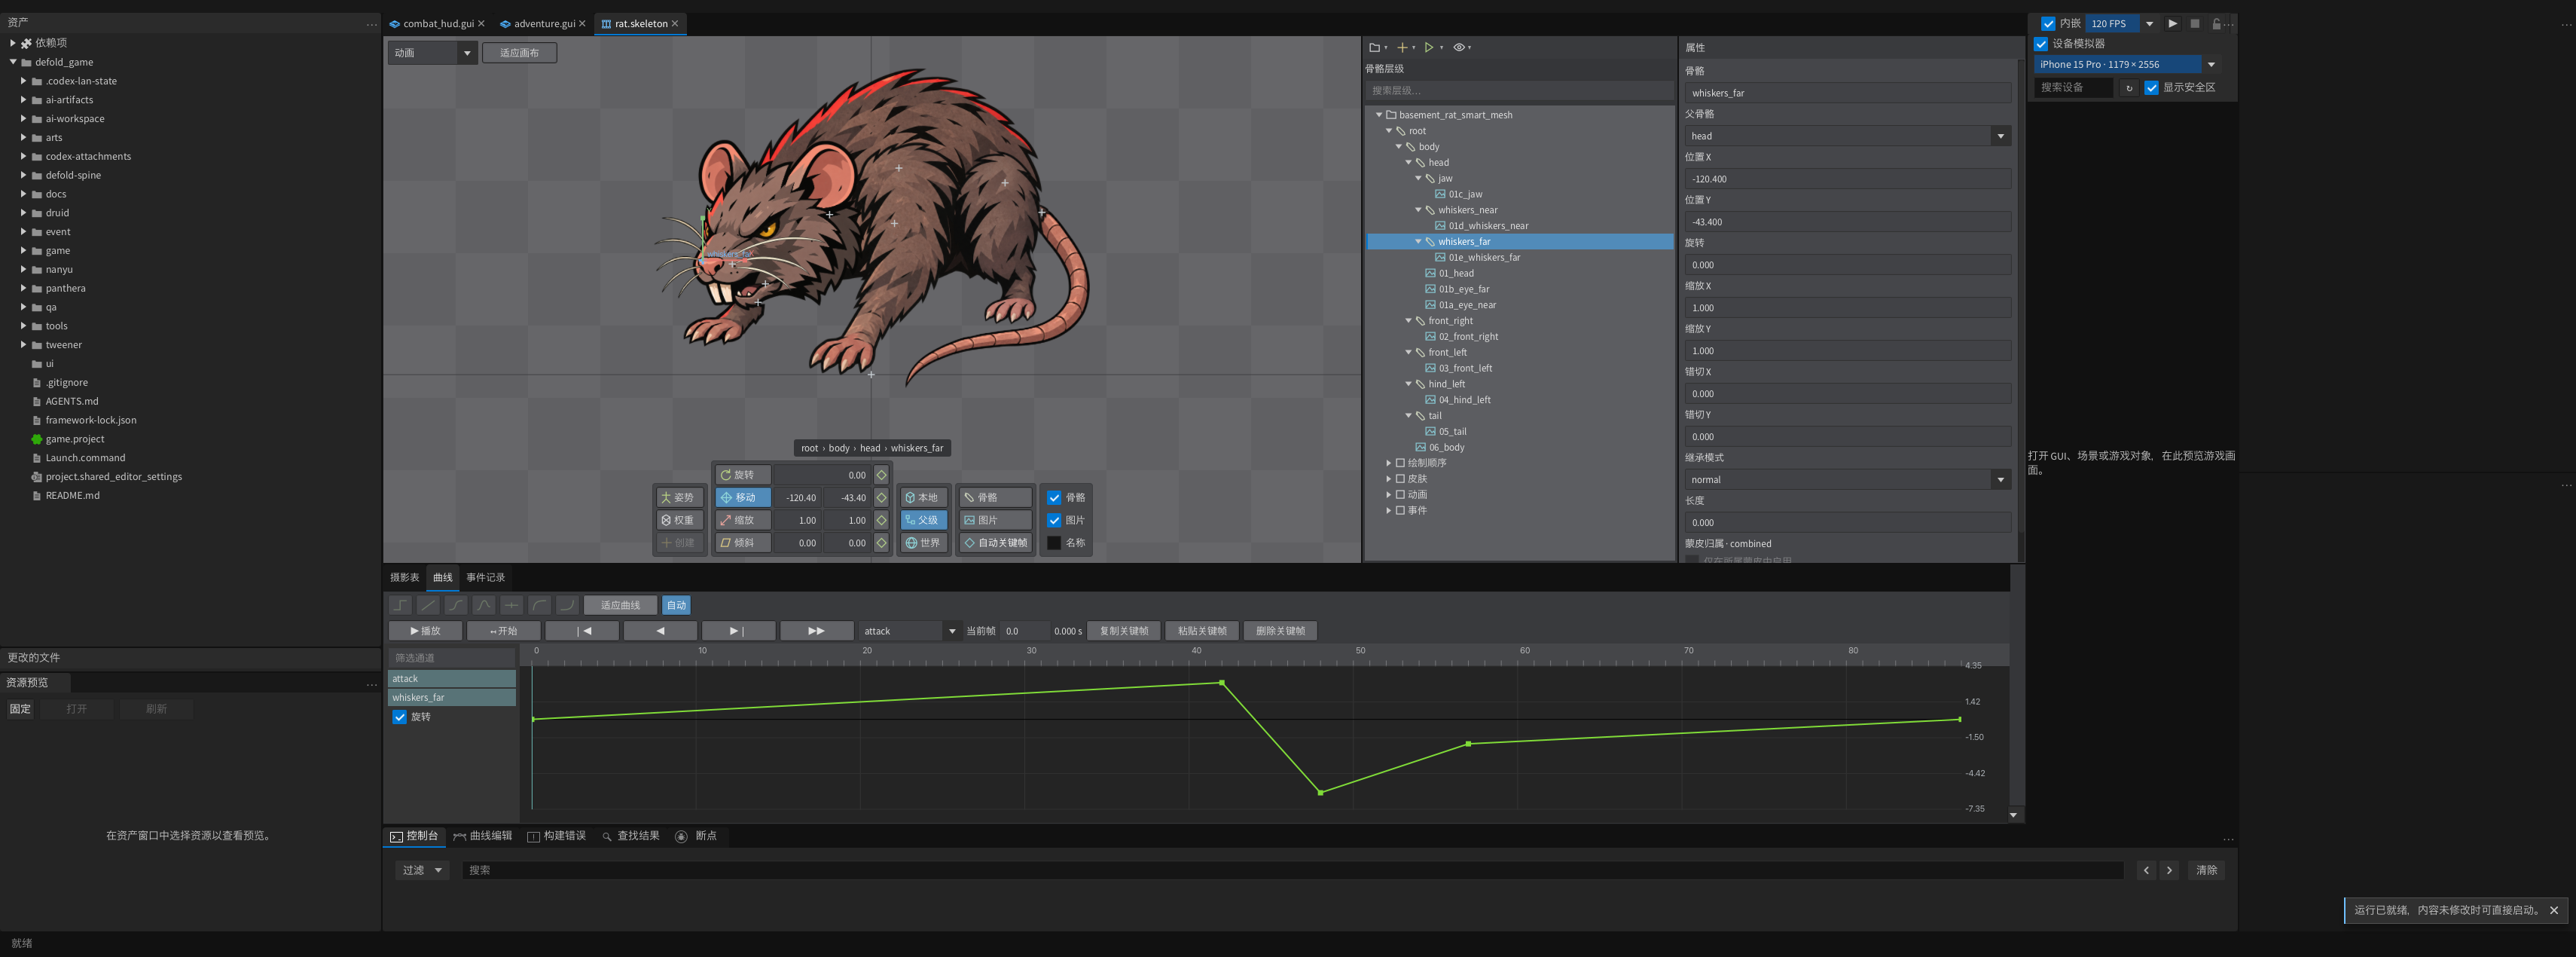 资产
依赖项
defold_game
.codex-lan-state
ai-artifacts
ai-workspace
arts
codex-attachments
defold-spine
docs
druid
event
game
nanyu
panthera
qa
tools
tweener
ui
.gitignore
AGENTS.md
framework-lock.json
game.project
Launch.command
project.shared_editor_settings
README.md
更改的文件
资源预览
固定
打开
刷新
在资产窗口中选择资源以查看预览。
就绪
combat_hud.gui
adventure.gui
rat.skeleton
动画
适应画布
whiskers_far
root › body › head › whiskers_far
姿势
权重
创建
旋转 0.00
移动 -120.40 -43.40
缩放 1.00 1.00
倾斜 0.00 0.00
本地
父级
世界
骨骼
图片
自动关键帧
骨骼
图片
名称
骨骼层级
搜索层级...
basement_rat_smart_mesh
root
body
head
jaw
01c_jaw
whiskers_near
01d_whiskers_near
whiskers_far
01e_whiskers_far
01_head
01b_eye_far
01a_eye_near
front_right
02_front_right
front_left
03_front_left
hind_left
04_hind_left
tail
05_tail
06_body
绘制顺序
皮肤
动画
事件
属性
骨骼
whiskers_far
父骨骼
head
位置 X
-120.400
位置 Y
-43.400
旋转
0.000
缩放 X
1.000
缩放 Y
1.000
错切 X
0.000
错切 Y
0.000
继承模式
normal
长度
0.000
蒙皮归属 · combined
仅在所属蒙皮中启用
内嵌 120 FPS
设备模拟器
iPhone 15 Pro · 1179 × 2556
搜索设备
显示安全区
打开 GUI、场景或游戏对象，在此预览游戏画
面。
摄影表 曲线 事件记录
适应曲线 自动
播放
开始
attack
当前帧 0.0 0.000 s
复制关键帧 粘贴关键帧 删除关键帧
筛选通道
attack
whiskers_far
旋转
0 10 20 30 40 50 60 70 80
4.35
1.42
-1.50
-4.42
-7.35
控制台 曲线编辑 构建错误 查找结果 断点
过滤
搜索
清除
运行已就绪，内容未修改时可直接启动。